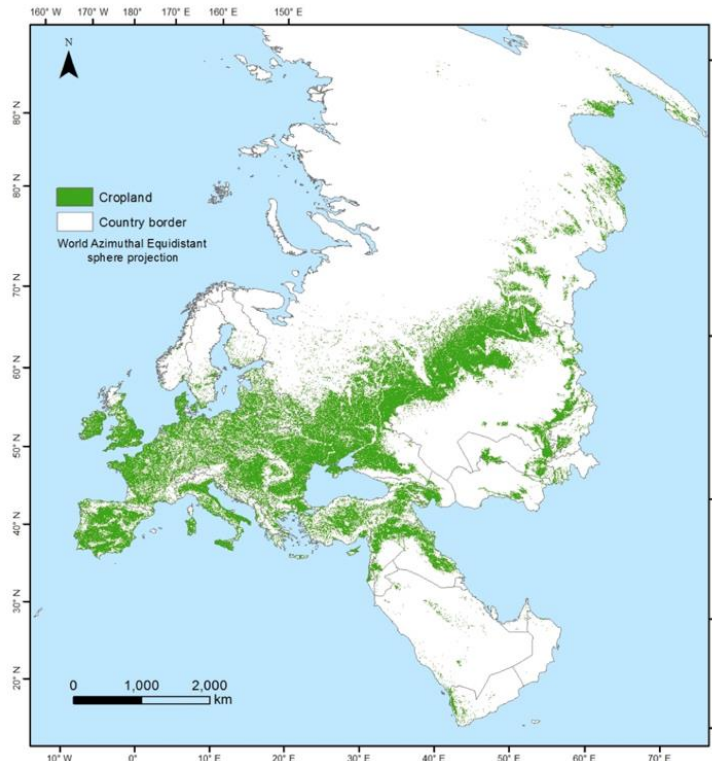 160° W 170° W 180° 170° E 160° E 150° E
N
80° N
Cropland
Country border
World Azimuthal Equidistant
sphere projection
80° N
70° N
60° N
50° N
40° N
30° N
20° N
0 1,000 2,000
km
10° W 0° 10° E 20° E 30° E 40° E 50° E 60° E 70° E